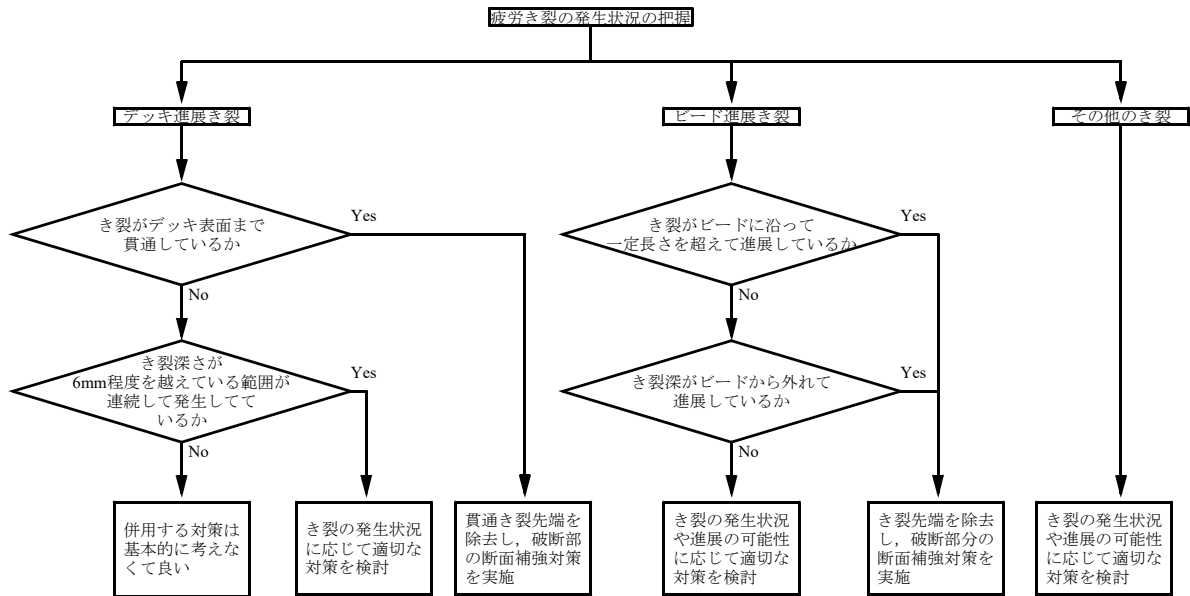 疲労き裂の発生状況の把握
デッキ進展き裂
ビード進展き裂
その他のき裂
き裂がデッキ表面まで
貫通しているか
Yes
き裂がビードに沿って
一定長さを超えて進展しているか
Yes
No
No
き裂深さが
6mm程度を越えている範囲が
連続して発生してて
いるか
Yes
き裂深がビードから外れて
進展しているか
Yes
No
No
併用する対策は
基本的に考えな
くて良い
き裂の発生状況
に応じて適切な
対策を検討
貫通き裂先端を
除去し，破断部
の断面補強対策
を実施
き裂の発生状況
や進展の可能性
に応じて適切な
対策を検討
き裂先端を除去
し，破断部分の
断面補強対策を
実施
き裂の発生状況
や進展の可能性
に応じて適切な
対策を検討